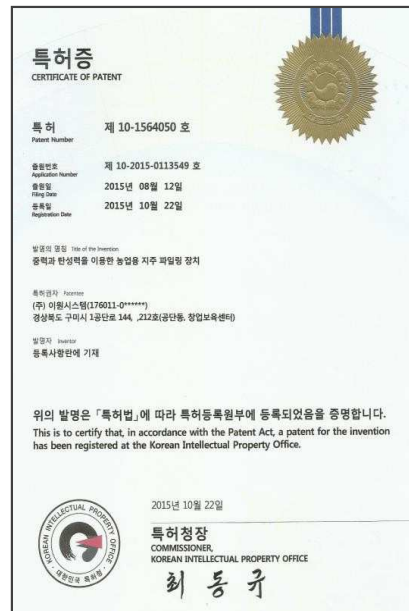 특허증
CERTIFICATE OF PATENT
특허 제 10-1564050 호
Patent Number
출원번호 제 10-2015-0113549 호
Application Number
출원일 2015년 08월 12일
Filing Date
등록일 2015년 10월 22일
Registration Date
발명의 명칭 Title of the Invention
중력과 탄성력을 이용한 농업용 지주 파일링 장치
특허권자 Patentee
(주) 이원시스템(176011-0******)
경상북도 구미시 1공단로 144, ,212호(공단동, 창업보육센터)
발명자 Inventor
등록사항란에 기재
위의 발명은 「특허법」에 따라 특허등록원부에 등록되었음을 증명합니다.
This is to certify that, in accordance with the Patent Act, a patent for the invention
has been registered at the Korean Intellectual Property Office.
2015년 10월 22일
특허청장
COMMISSIONER,
KOREAN INTELLECTUAL PROPERTY OFFICE
최동규
KOREAN INTELLECTUAL PROPERTY OFFICE
대한민국 특허청